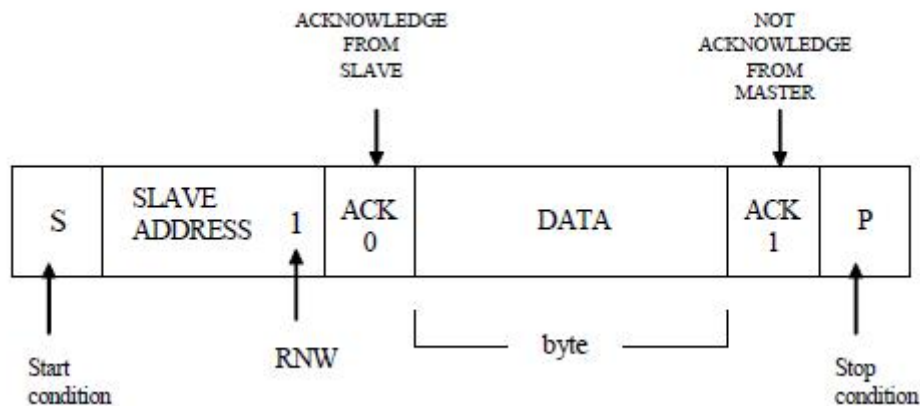 ACKNOWLEDGE
FROM
SLAVE
NOT
ACKNOWLEDGE
FROM
MASTER
S
SLAVE
ADDRESS 1
ACK
0
DATA
ACK
1
P
Start
condition
RNW
byte
Stop
condition